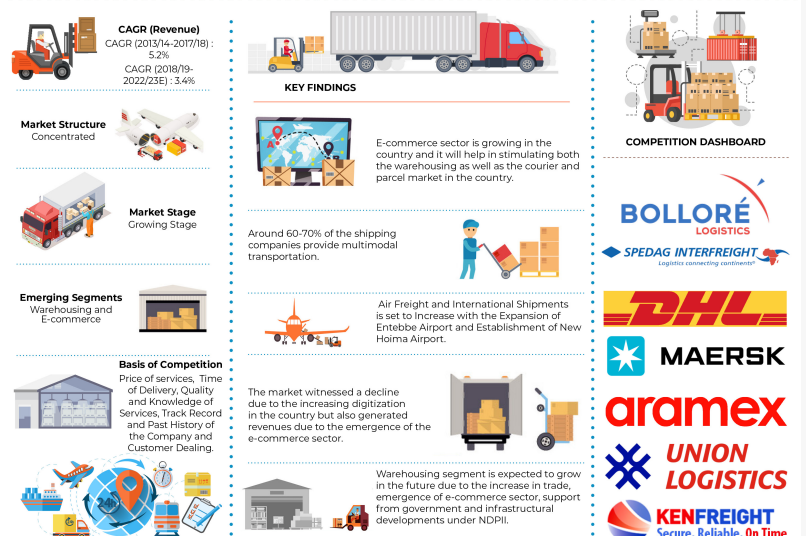 CAGR (Revenue)
CAGR (2013/14-2017/18) :
5.2%
CAGR (2018/19-
2022/23E) : 3.4%
Market Structure
Concentrated
Market Stage
Growing Stage
Emerging Segments
Warehousing and
E-commerce
Basis of Competition
Price of services, Time
of Delivery, Quality
and Knowledge of
Services, Track Record
and Past History of
the Company and
Customer Dealing.
24h
KEY FINDINGS
E-commerce sector is growing in the
country and it will help in stimulating both
the warehousing as well as the courier and
parcel market in the country.
Around 60-70% of the shipping
companies provide multimodal
transportation.
Air Freight and International Shipments
is set to Increase with the Expansion of
Entebbe Airport and Establishment of New
Hoima Airport.
The market witnessed a decline
due to the increasing digitization
in the country but also generated
revenues due to the emergence of the
e-commerce sector.
Warehousing segment is expected to grow
in the future due to the increase in trade,
emergence of e-commerce sector, support
from government and infrastructural
developments under NDPII.
COMPETITION DASHBOARD
BOLLORÉ
LOGISTICS
SPEDAG INTERFREIGHT
Logistics connecting continents®
DHL
MAERSK
aramex
UNION
LOGISTICS
KENFREIGHT
Secure. Reliable. On Time